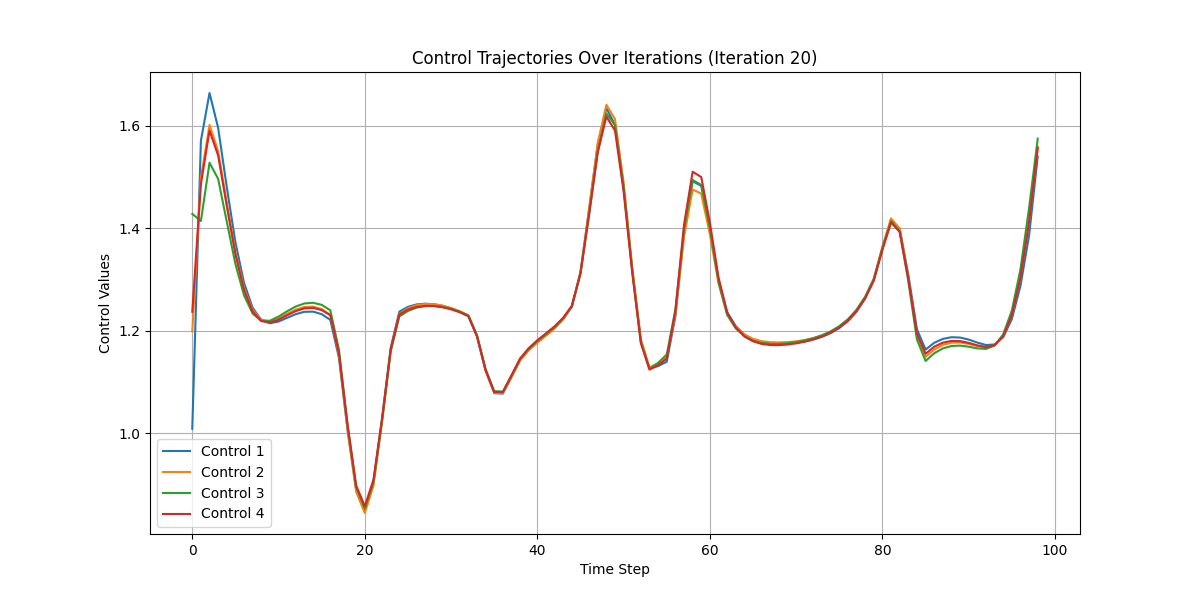 Control Trajectories Over Iterations (Iteration 20)
Control Values
1.6
1.4
1.2
1.0
Control 1
Control 2
Control 3
Control 4
0 20 40 60 80 100
Time Step